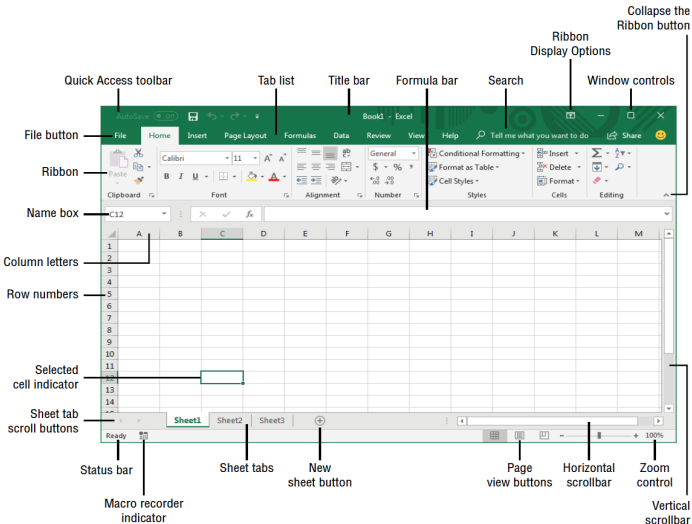 Collapse the
Ribbon button
Ribbon
Display Options
Quick Access toolbar
Tab list
Title bar
Formula bar
Search
Window controls
AutoSave Off
Book1 - Excel
File button
File Home Insert Page Layout Formulas Data Review View Help Tell me what you want to do Share
Ribbon
Paste
Calibri 11 A A
B I U A
ab
General
$ % ,
Conditional Formatting
Format as Table
Cell Styles
Insert
Delete
Format
Clipboard Font Alignment Number Styles Cells Editing
Name box
C12 fx
A B C D E F G H I J K L M
Column letters
Row numbers
1
2
3
4
5
6
7
8
9
10
11
12
13
14
Selected
cell indicator
Sheet tab
scroll buttons
Sheet1 Sheet2 Sheet3
Ready 100%
Status bar
Sheet tabs
New
sheet button
Page
view buttons
Horizontal
scrollbar
Zoom
control
Macro recorder
indicator
Vertical
scrollbar